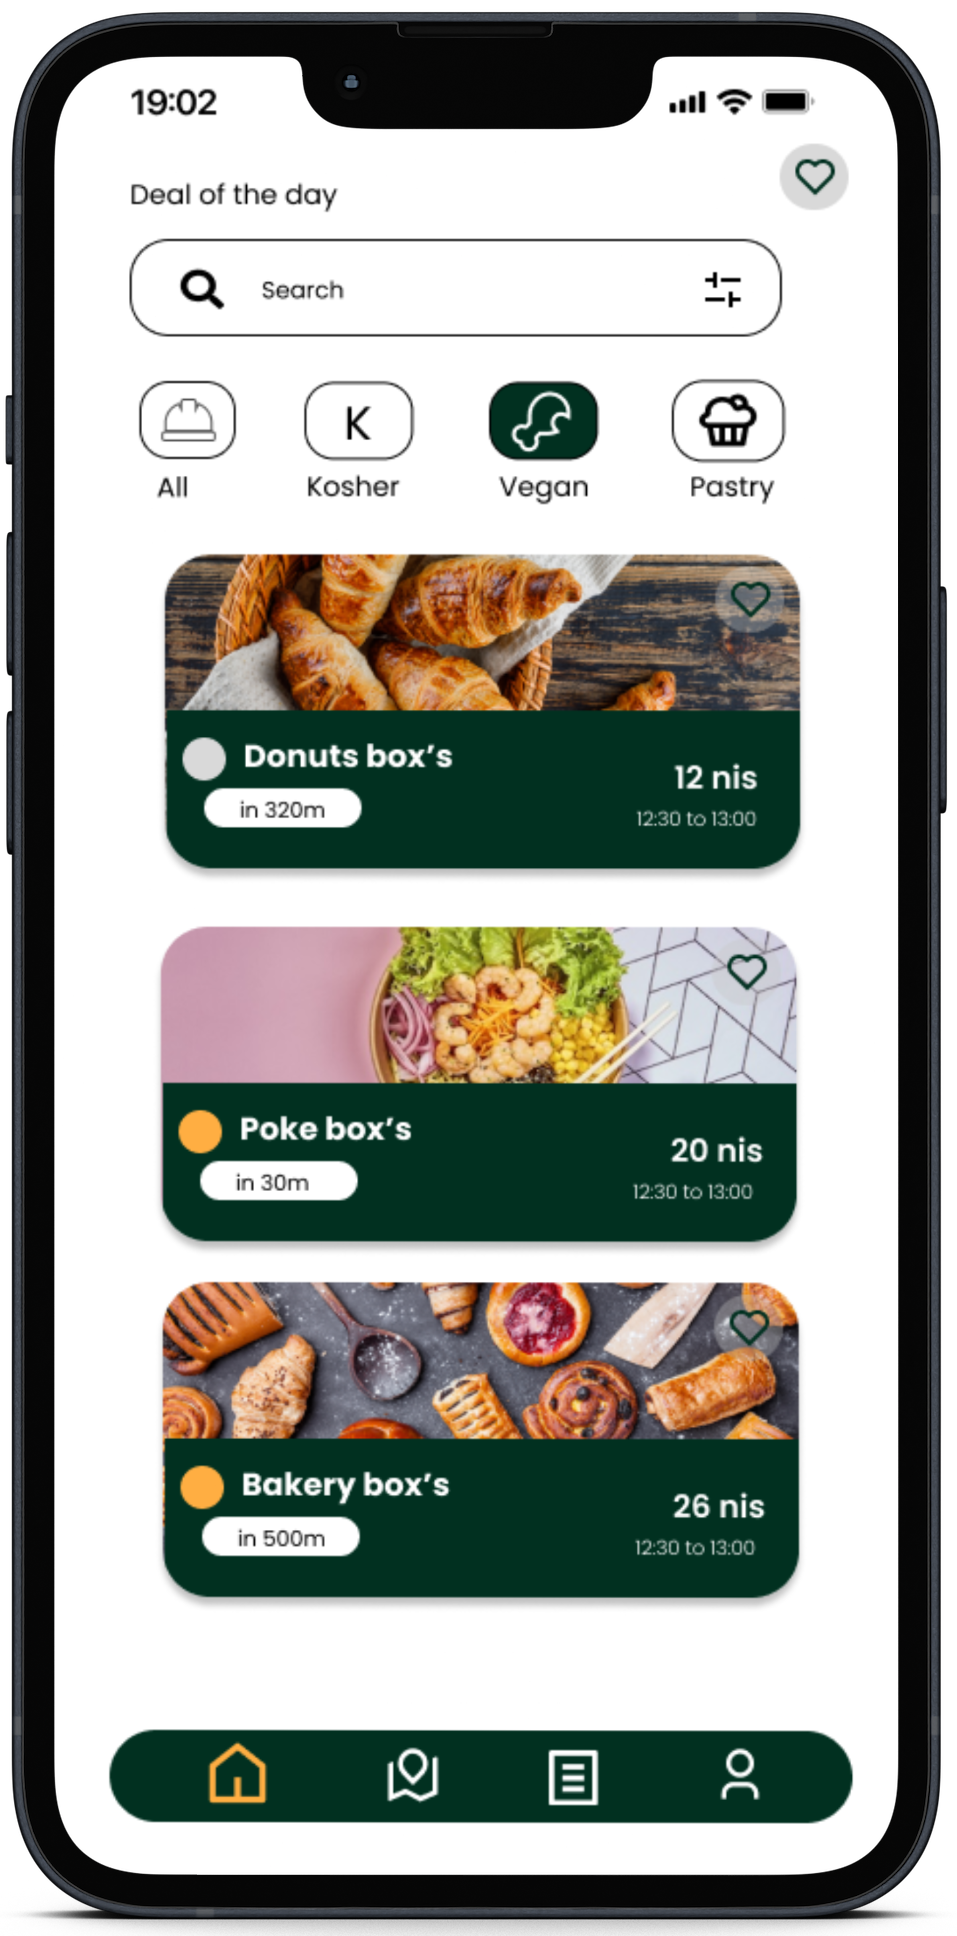 19:02
Deal of the day
Search
K
All Kosher Vegan Pastry
Donuts box’s
12 nis
in 320m
12:30 to 13:00
Poke box’s
20 nis
in 30m
12:30 to 13:00
Bakery box’s
26 nis
in 500m
12:30 to 13:00